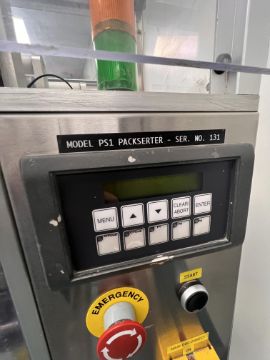 MODEL PS1 PACKSERTER - SER. NO. 131
MENU
▲
▼
CLEAR
ABORT
ENTER
START
EMERGENCY